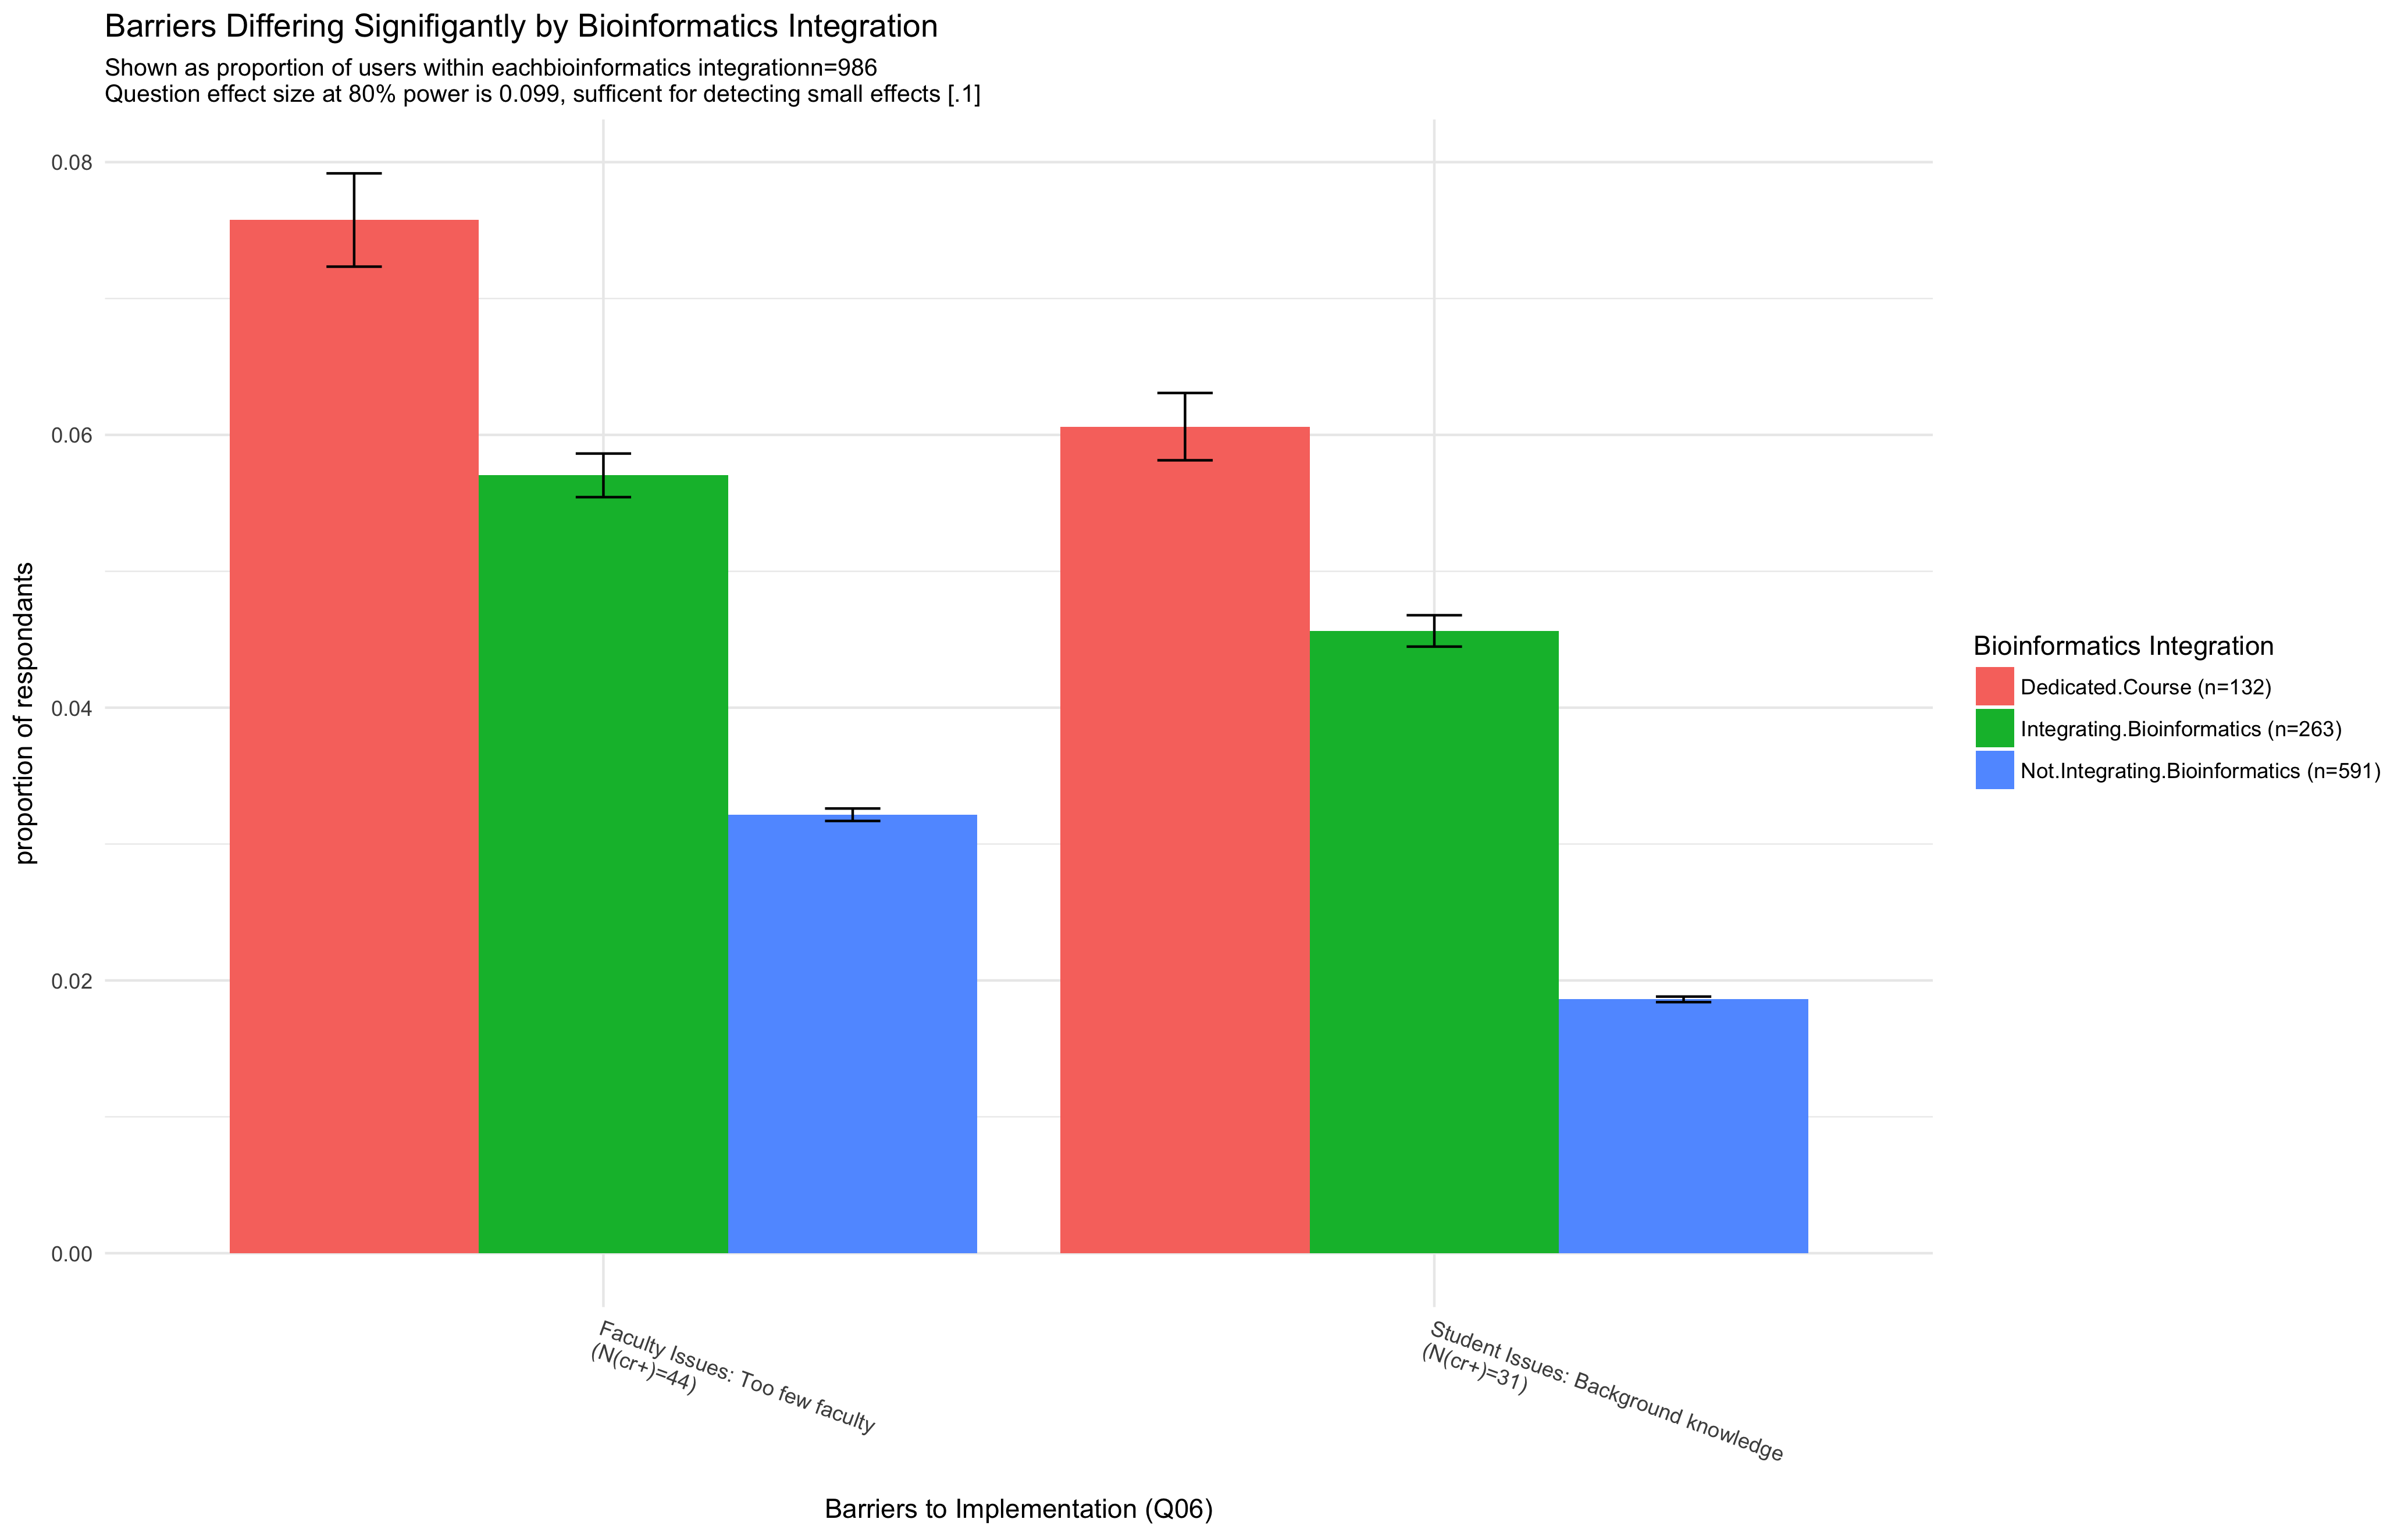 Barriers Differing Signifigantly by Bioinformatics Integration
Shown as proportion of users within eachbioinformatics integrationn=986
Question effect size at 80% power is 0.099, sufficent for detecting small effects [.1]
proportion of respondants
0.08
0.06
0.04
0.02
0.00
Faculty Issues: Too few faculty
(N(cr+)=44)
Student Issues: Background knowledge
(N(cr+)=31)
Barriers to Implementation (Q06)
Bioinformatics Integration
Dedicated.Course (n=132)
Integrating.Bioinformatics (n=263)
Not.Integrating.Bioinformatics (n=591)